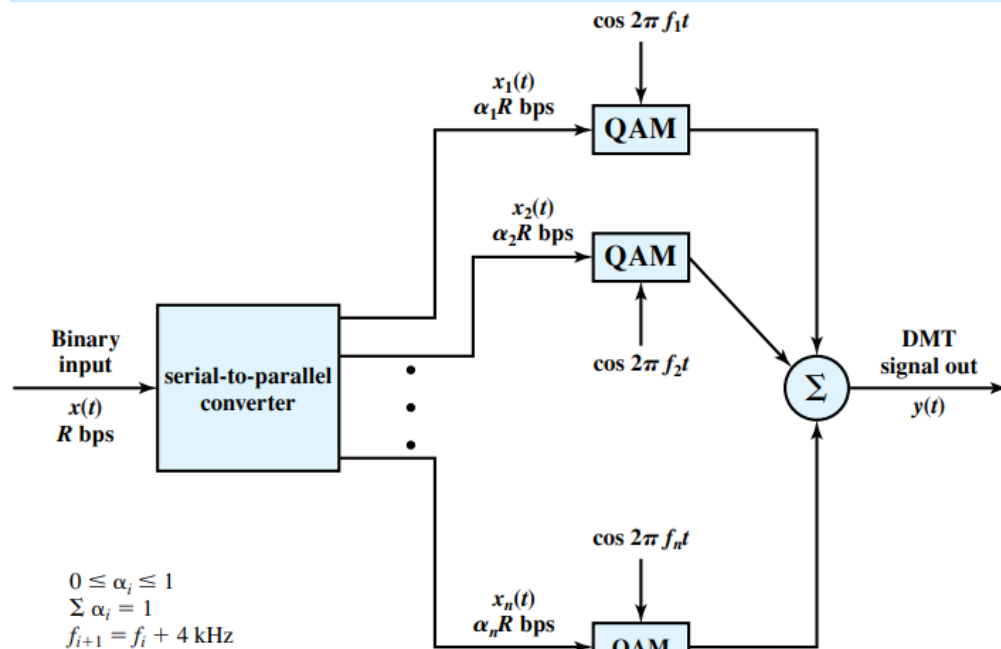 cos 2π f₁t
x₁(t)
α₁R bps
QAM
x₂(t)
α₂R bps
QAM
cos 2π f₂t
Binary
input
x(t)
R bps
serial-to-parallel
converter
Σ
DMT
signal out
y(t)
cos 2π fₙt
xₙ(t)
αₙR bps
QAM
0 ≤ αᵢ ≤ 1
Σ αᵢ = 1
fᵢ₊₁ = fᵢ + 4 kHz